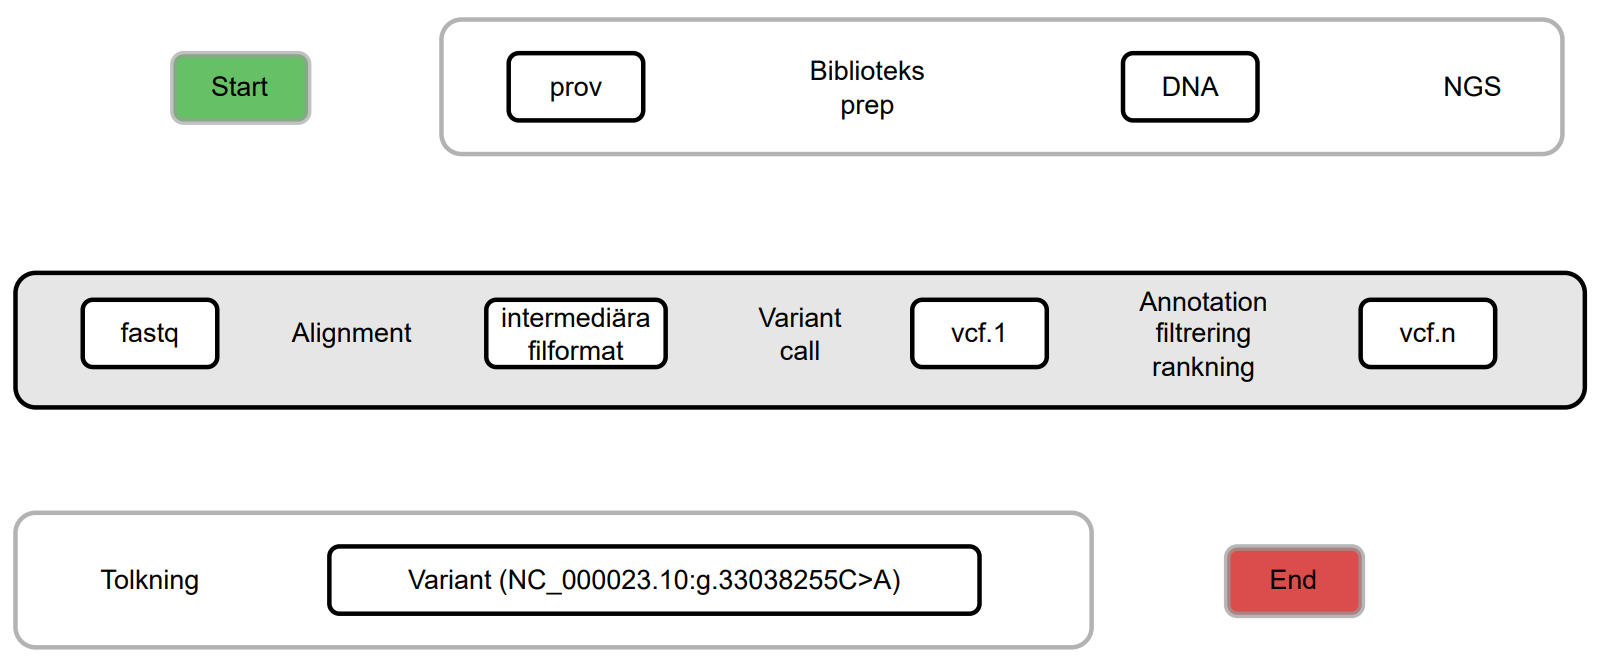 Start
prov
Biblioteks
prep
DNA
NGS
fastq
Alignment
intermediära
filformat
Variant
call
vcf.1
Annotation
filtrering
rankning
vcf.n
Tolkning
Variant (NC_000023.10:g.33038255C>A)
End